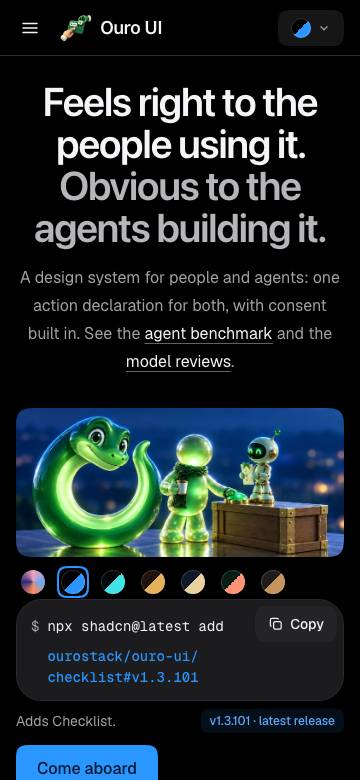 Ouro UI
Feels right to the
people using it.
Obvious to the
agents building it.
A design system for people and agents: one
action declaration for both, with consent
built in. See the agent benchmark and the
model reviews.
$ npx shadcn@latest add
Copy
ourostack/ouro-ui/
checklist#v1.3.101
Adds Checklist.
v1.3.101 · latest release
Come aboard